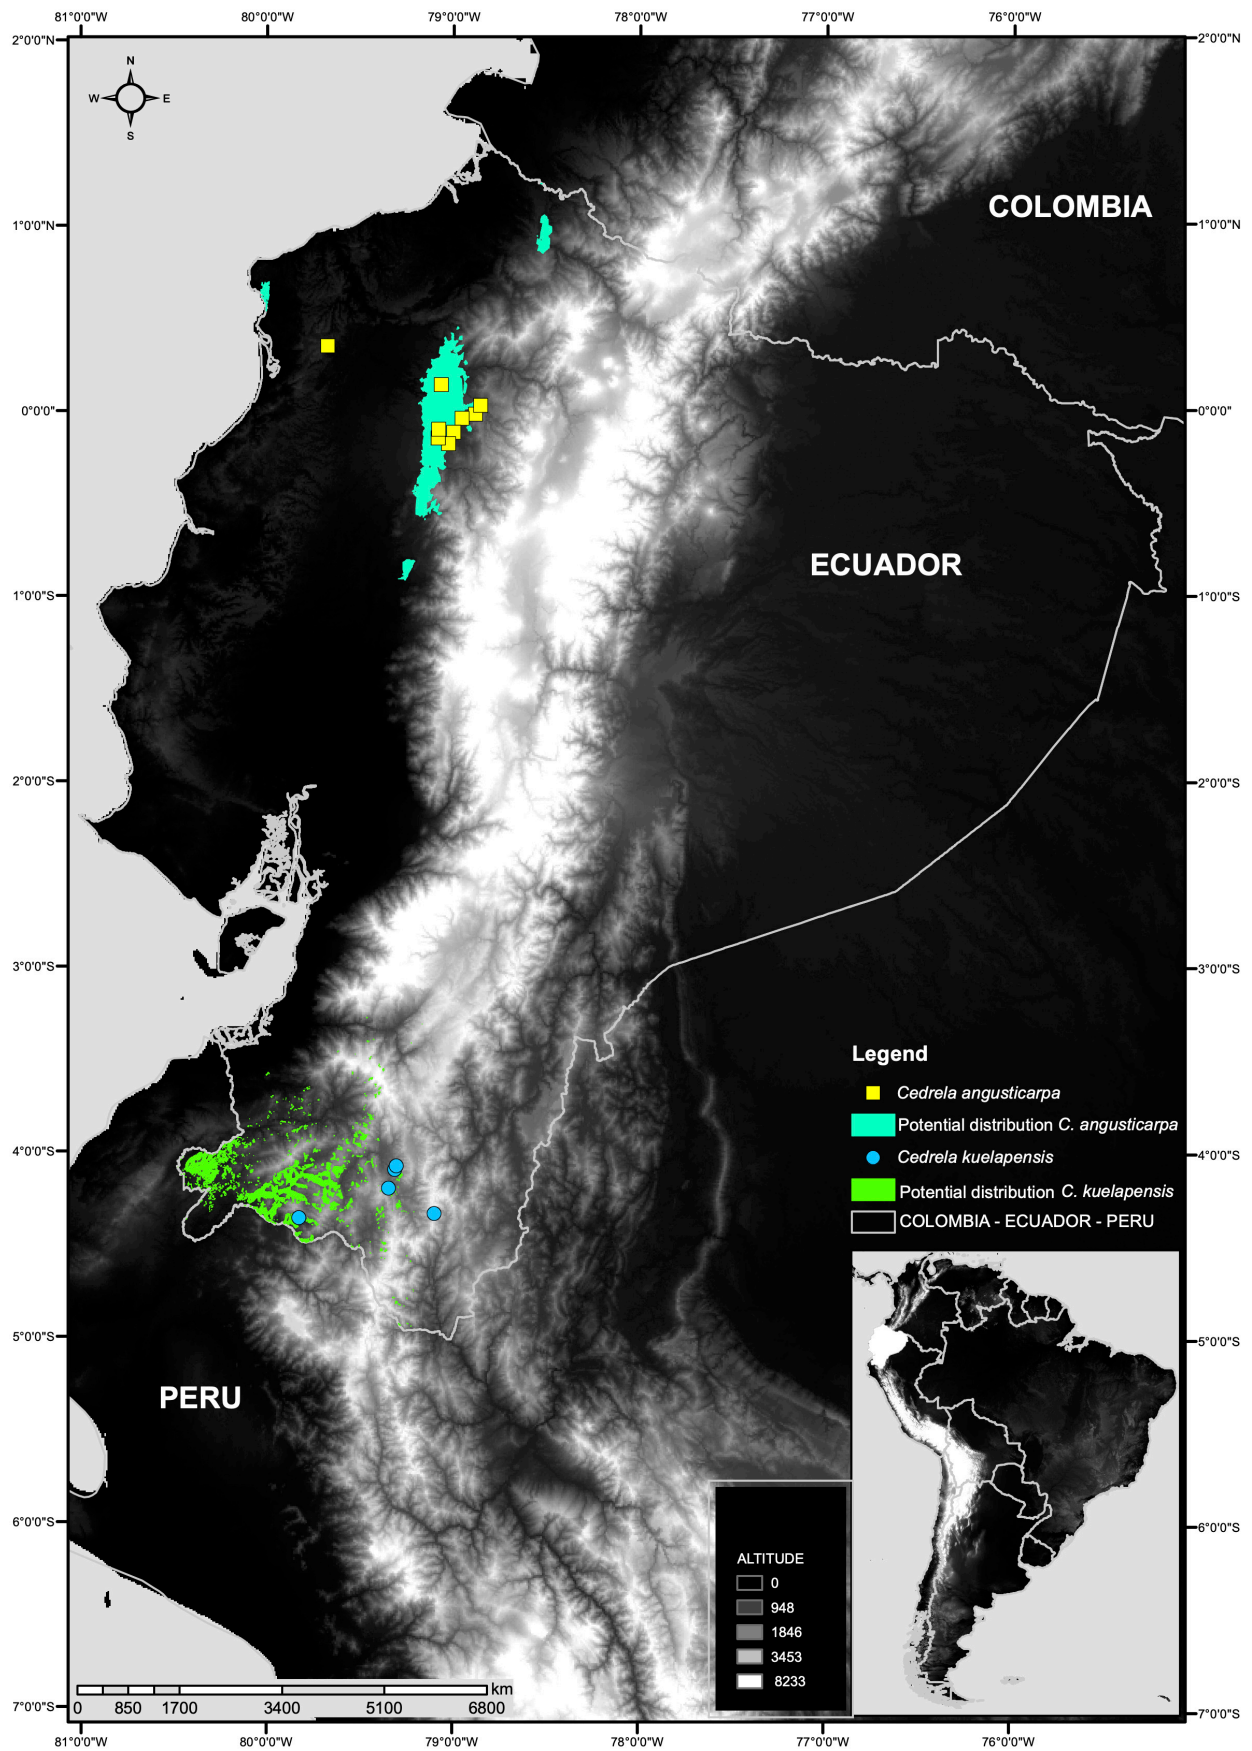 81°0'0"W 80°0'0"W 79°0'0"W 78°0'0"W 77°0'0"W 76°0'0"W
2°0'0"N 2°0'0"N
N
W E
S
COLOMBIA
1°0'0"N 1°0'0"N
0°0'0" 0°0'0"
ECUADOR
1°0'0"S 1°0'0"S
2°0'0"S 2°0'0"S
3°0'0"S 3°0'0"S
Legend
Cedrela angusticarpa
Potential distribution C. angusticarpa
Cedrela kuelapensis
Potential distribution C. kuelapensis
COLOMBIA - ECUADOR - PERU
4°0'0"S 4°0'0"S
5°0'0"S 5°0'0"S
PERU
6°0'0"S 6°0'0"S
ALTITUDE
0
948
1846
3453
8233
km
0 850 1700 3400 5100 6800
7°0'0"S 7°0'0"S
81°0'0"W 80°0'0"W 79°0'0"W 78°0'0"W 77°0'0"W 76°0'0"W